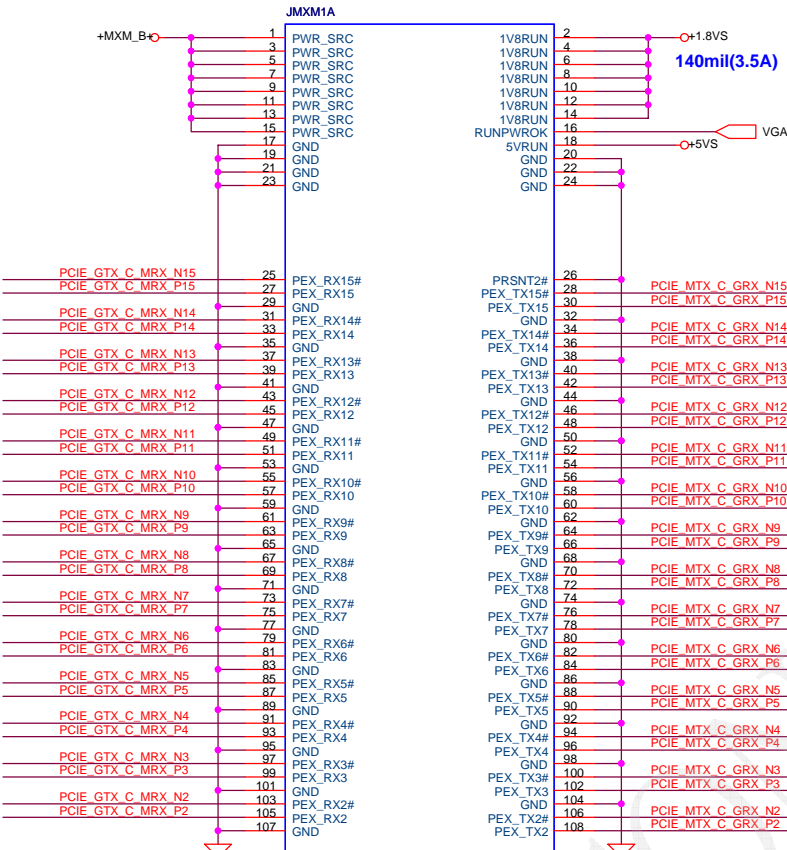 JMXM1A
+MXM_B+ 1 PWR_SRC 1V8RUN 2 +1.8VS
3 PWR_SRC 1V8RUN 4
5 PWR_SRC 1V8RUN 6 140mil(3.5A)
7 PWR_SRC 1V8RUN 8
9 PWR_SRC 1V8RUN 10
11 PWR_SRC 1V8RUN 12
13 PWR_SRC 1V8RUN 14
15 PWR_SRC RUNPWROK 16 VGA
17 GND 5VRUN 18 +5VS
19 GND GND 20
21 GND GND 22
23 GND GND 24
PCIE_GTX_C_MRX_N15 25 PEX_RX15# PRSNT2# 26
PCIE_GTX_C_MRX_P15 27 PEX_RX15 PEX_TX15# 28 PCIE_MTX_C_GRX_N15
29 GND PEX_TX15 30 PCIE_MTX_C_GRX_P15
PCIE_GTX_C_MRX_N14 31 PEX_RX14# GND 32
PCIE_GTX_C_MRX_P14 33 PEX_RX14 PEX_TX14# 34 PCIE_MTX_C_GRX_N14
35 GND PEX_TX14 36 PCIE_MTX_C_GRX_P14
PCIE_GTX_C_MRX_N13 37 PEX_RX13# GND 38
PCIE_GTX_C_MRX_P13 39 PEX_RX13 PEX_TX13# 40 PCIE_MTX_C_GRX_N13
41 GND PEX_TX13 42 PCIE_MTX_C_GRX_P13
PCIE_GTX_C_MRX_N12 43 PEX_RX12# GND 44
PCIE_GTX_C_MRX_P12 45 PEX_RX12 PEX_TX12# 46 PCIE_MTX_C_GRX_N12
47 GND PEX_TX12 48 PCIE_MTX_C_GRX_P12
PCIE_GTX_C_MRX_N11 49 PEX_RX11# GND 50
PCIE_GTX_C_MRX_P11 51 PEX_RX11 PEX_TX11# 52 PCIE_MTX_C_GRX_N11
53 GND PEX_TX11 54 PCIE_MTX_C_GRX_P11
PCIE_GTX_C_MRX_N10 55 PEX_RX10# GND 56
PCIE_GTX_C_MRX_P10 57 PEX_RX10 PEX_TX10# 58 PCIE_MTX_C_GRX_N10
59 GND PEX_TX10 60 PCIE_MTX_C_GRX_P10
PCIE_GTX_C_MRX_N9 61 PEX_RX9# GND 62
PCIE_GTX_C_MRX_P9 63 PEX_RX9 PEX_TX9# 64 PCIE_MTX_C_GRX_N9
65 GND PEX_TX9 66 PCIE_MTX_C_GRX_P9
PCIE_GTX_C_MRX_N8 67 PEX_RX8# GND 68
PCIE_GTX_C_MRX_P8 69 PEX_RX8 PEX_TX8# 70 PCIE_MTX_C_GRX_N8
71 GND PEX_TX8 72 PCIE_MTX_C_GRX_P8
PCIE_GTX_C_MRX_N7 73 PEX_RX7# GND 74
PCIE_GTX_C_MRX_P7 75 PEX_RX7 PEX_TX7# 76 PCIE_MTX_C_GRX_N7
77 GND PEX_TX7 78 PCIE_MTX_C_GRX_P7
PCIE_GTX_C_MRX_N6 79 PEX_RX6# GND 80
PCIE_GTX_C_MRX_P6 81 PEX_RX6 PEX_TX6# 82 PCIE_MTX_C_GRX_N6
83 GND PEX_TX6 84 PCIE_MTX_C_GRX_P6
PCIE_GTX_C_MRX_N5 85 PEX_RX5# GND 86
PCIE_GTX_C_MRX_P5 87 PEX_RX5 PEX_TX5# 88 PCIE_MTX_C_GRX_N5
89 GND PEX_TX5 90 PCIE_MTX_C_GRX_P5
PCIE_GTX_C_MRX_N4 91 PEX_RX4# GND 92
PCIE_GTX_C_MRX_P4 93 PEX_RX4 PEX_TX4# 94 PCIE_MTX_C_GRX_N4
95 GND PEX_TX4 96 PCIE_MTX_C_GRX_P4
PCIE_GTX_C_MRX_N3 97 PEX_RX3# GND 98
PCIE_GTX_C_MRX_P3 99 PEX_RX3 PEX_TX3# 100 PCIE_MTX_C_GRX_N3
101 GND PEX_TX3 102 PCIE_MTX_C_GRX_P3
PCIE_GTX_C_MRX_N2 103 PEX_RX2# GND 104
PCIE_GTX_C_MRX_P2 105 PEX_RX2 PEX_TX2# 106 PCIE_MTX_C_GRX_N2
107 GND PEX_TX2 108 PCIE_MTX_C_GRX_P2